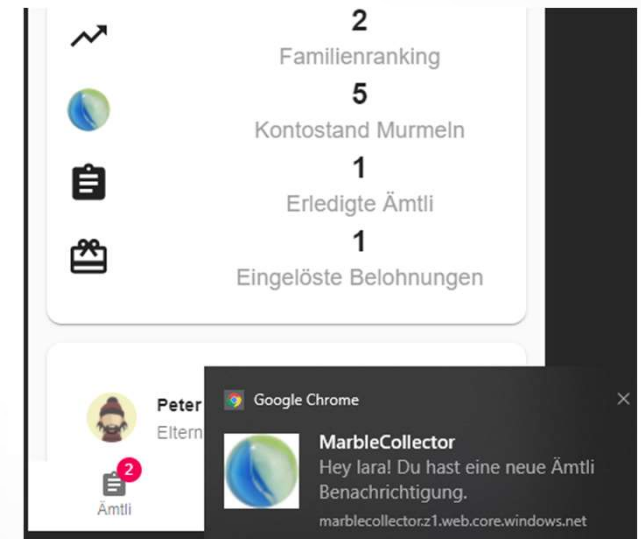 2
Familienranking
5
Kontostand Murmeln
1
Erledigte Ämtli
1
Eingelöste Belohnungen
Peter
Eltern
2
Ämtli
Google Chrome
MarbleCollector
Hey lara! Du hast eine neue Ämtli
Benachrichtigung.
marblecollector.z1.web.core.windows.net